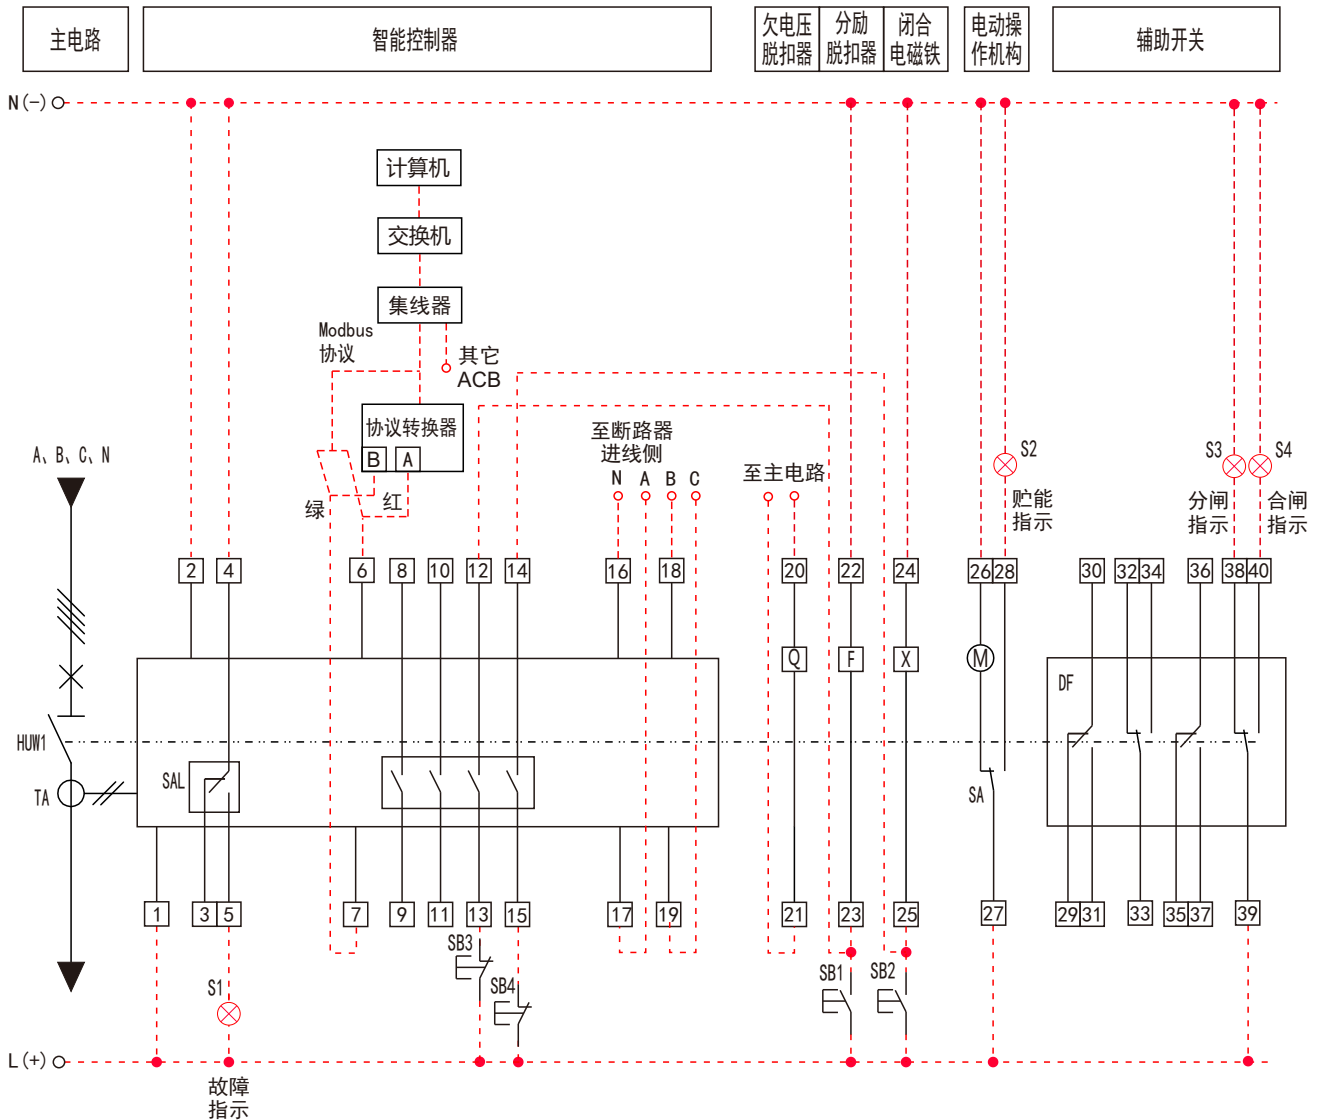 主电路
智能控制器
欠电压
脱扣器
分励
脱扣器
闭合
电磁铁
电动操
作机构
辅助开关
N(−)
计算机
交换机
集线器
Modbus
协议
其它
ACB
协议转换器
B
A
绿
红
至断路器
进线侧
N A B C
至主电路
S2
贮能
指示
S3
S4
分闸
指示
合闸
指示
A、B、C、N
2 4 6 8 10 12 14 16 18 20 22 24 26 28 30 32 34 36 38 40
Q
F
X
M
DF
HUW1
TA
SAL
SA
1 3 5 7 9 11 13 15 17 19 21 23 25 27 29 31 33 35 37 39
SB3
SB4
SB1
SB2
S1
L(+)
故障
指示